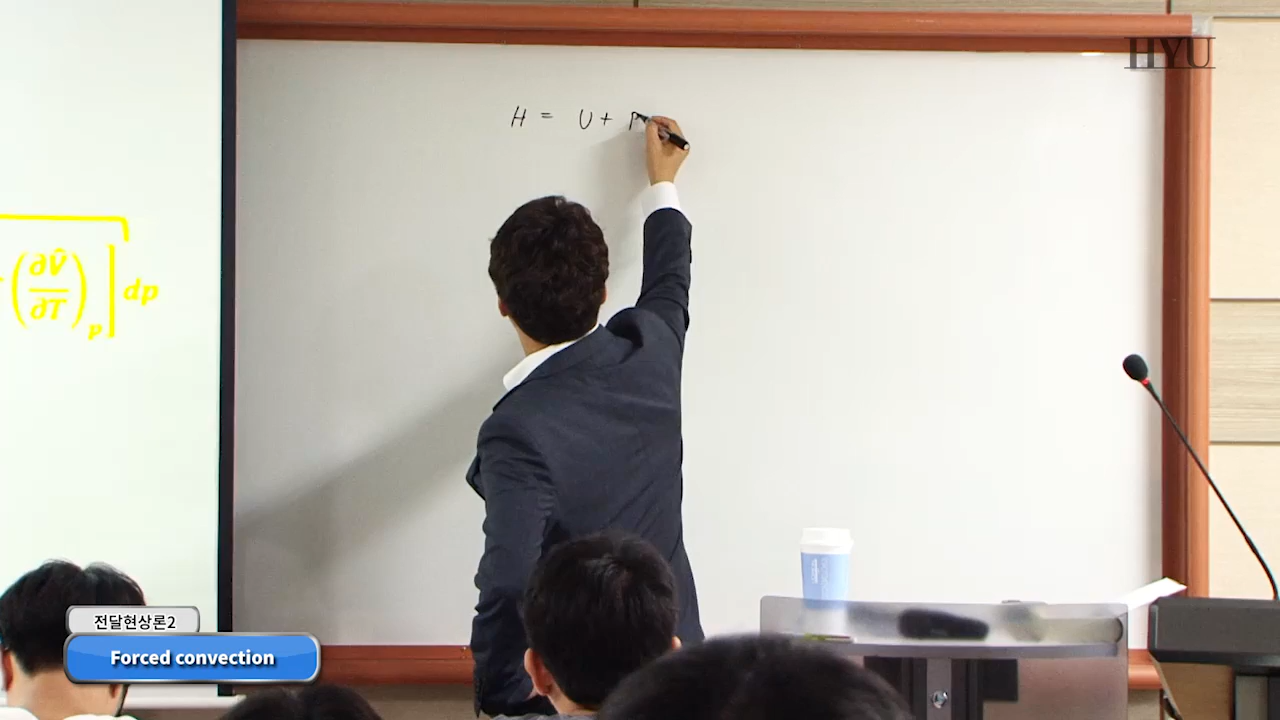 HYU
H = U + P
(∂V̂/∂T)p ] dp
전달현상론2
Forced convection